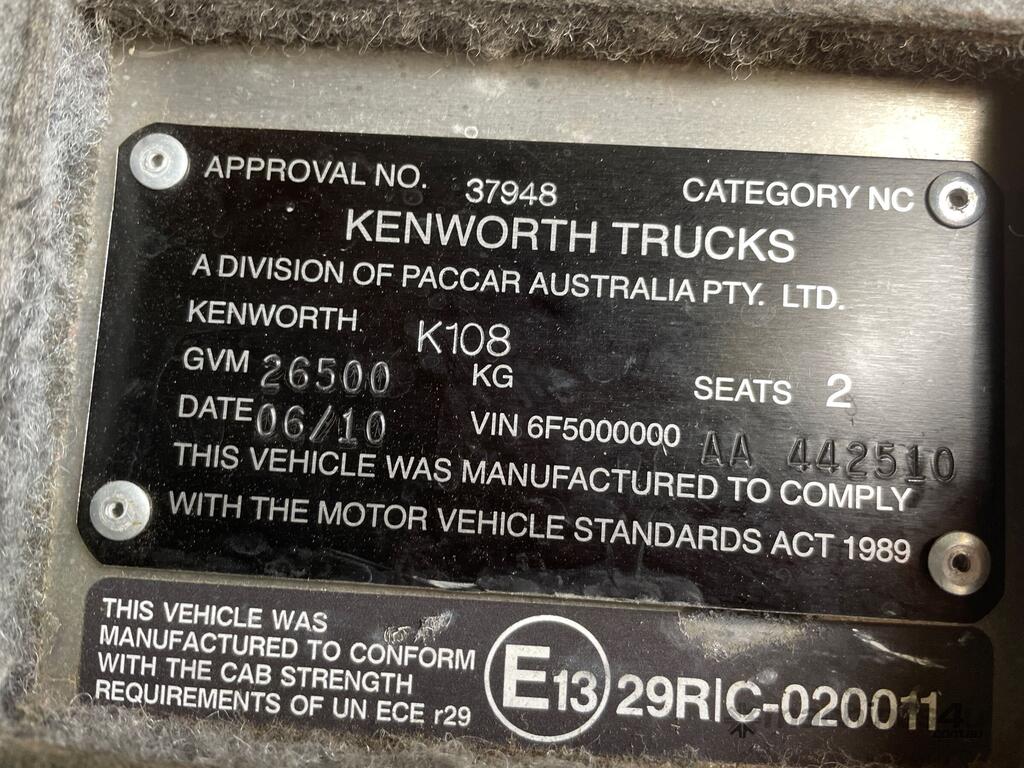 APPROVAL NO. 37948 CATEGORY NC
KENWORTH TRUCKS
A DIVISION OF PACCAR AUSTRALIA PTY. LTD.
KENWORTH K108
GVM 26500 KG SEATS 2
DATE 06/10 VIN 6F5000000 AA 442510
THIS VEHICLE WAS MANUFACTURED TO COMPLY
WITH THE MOTOR VEHICLE STANDARDS ACT 1989
THIS VEHICLE WAS
MANUFACTURED TO CONFORM
WITH THE CAB STRENGTH
REQUIREMENTS OF UN ECE r29
E13 29R|C-020011